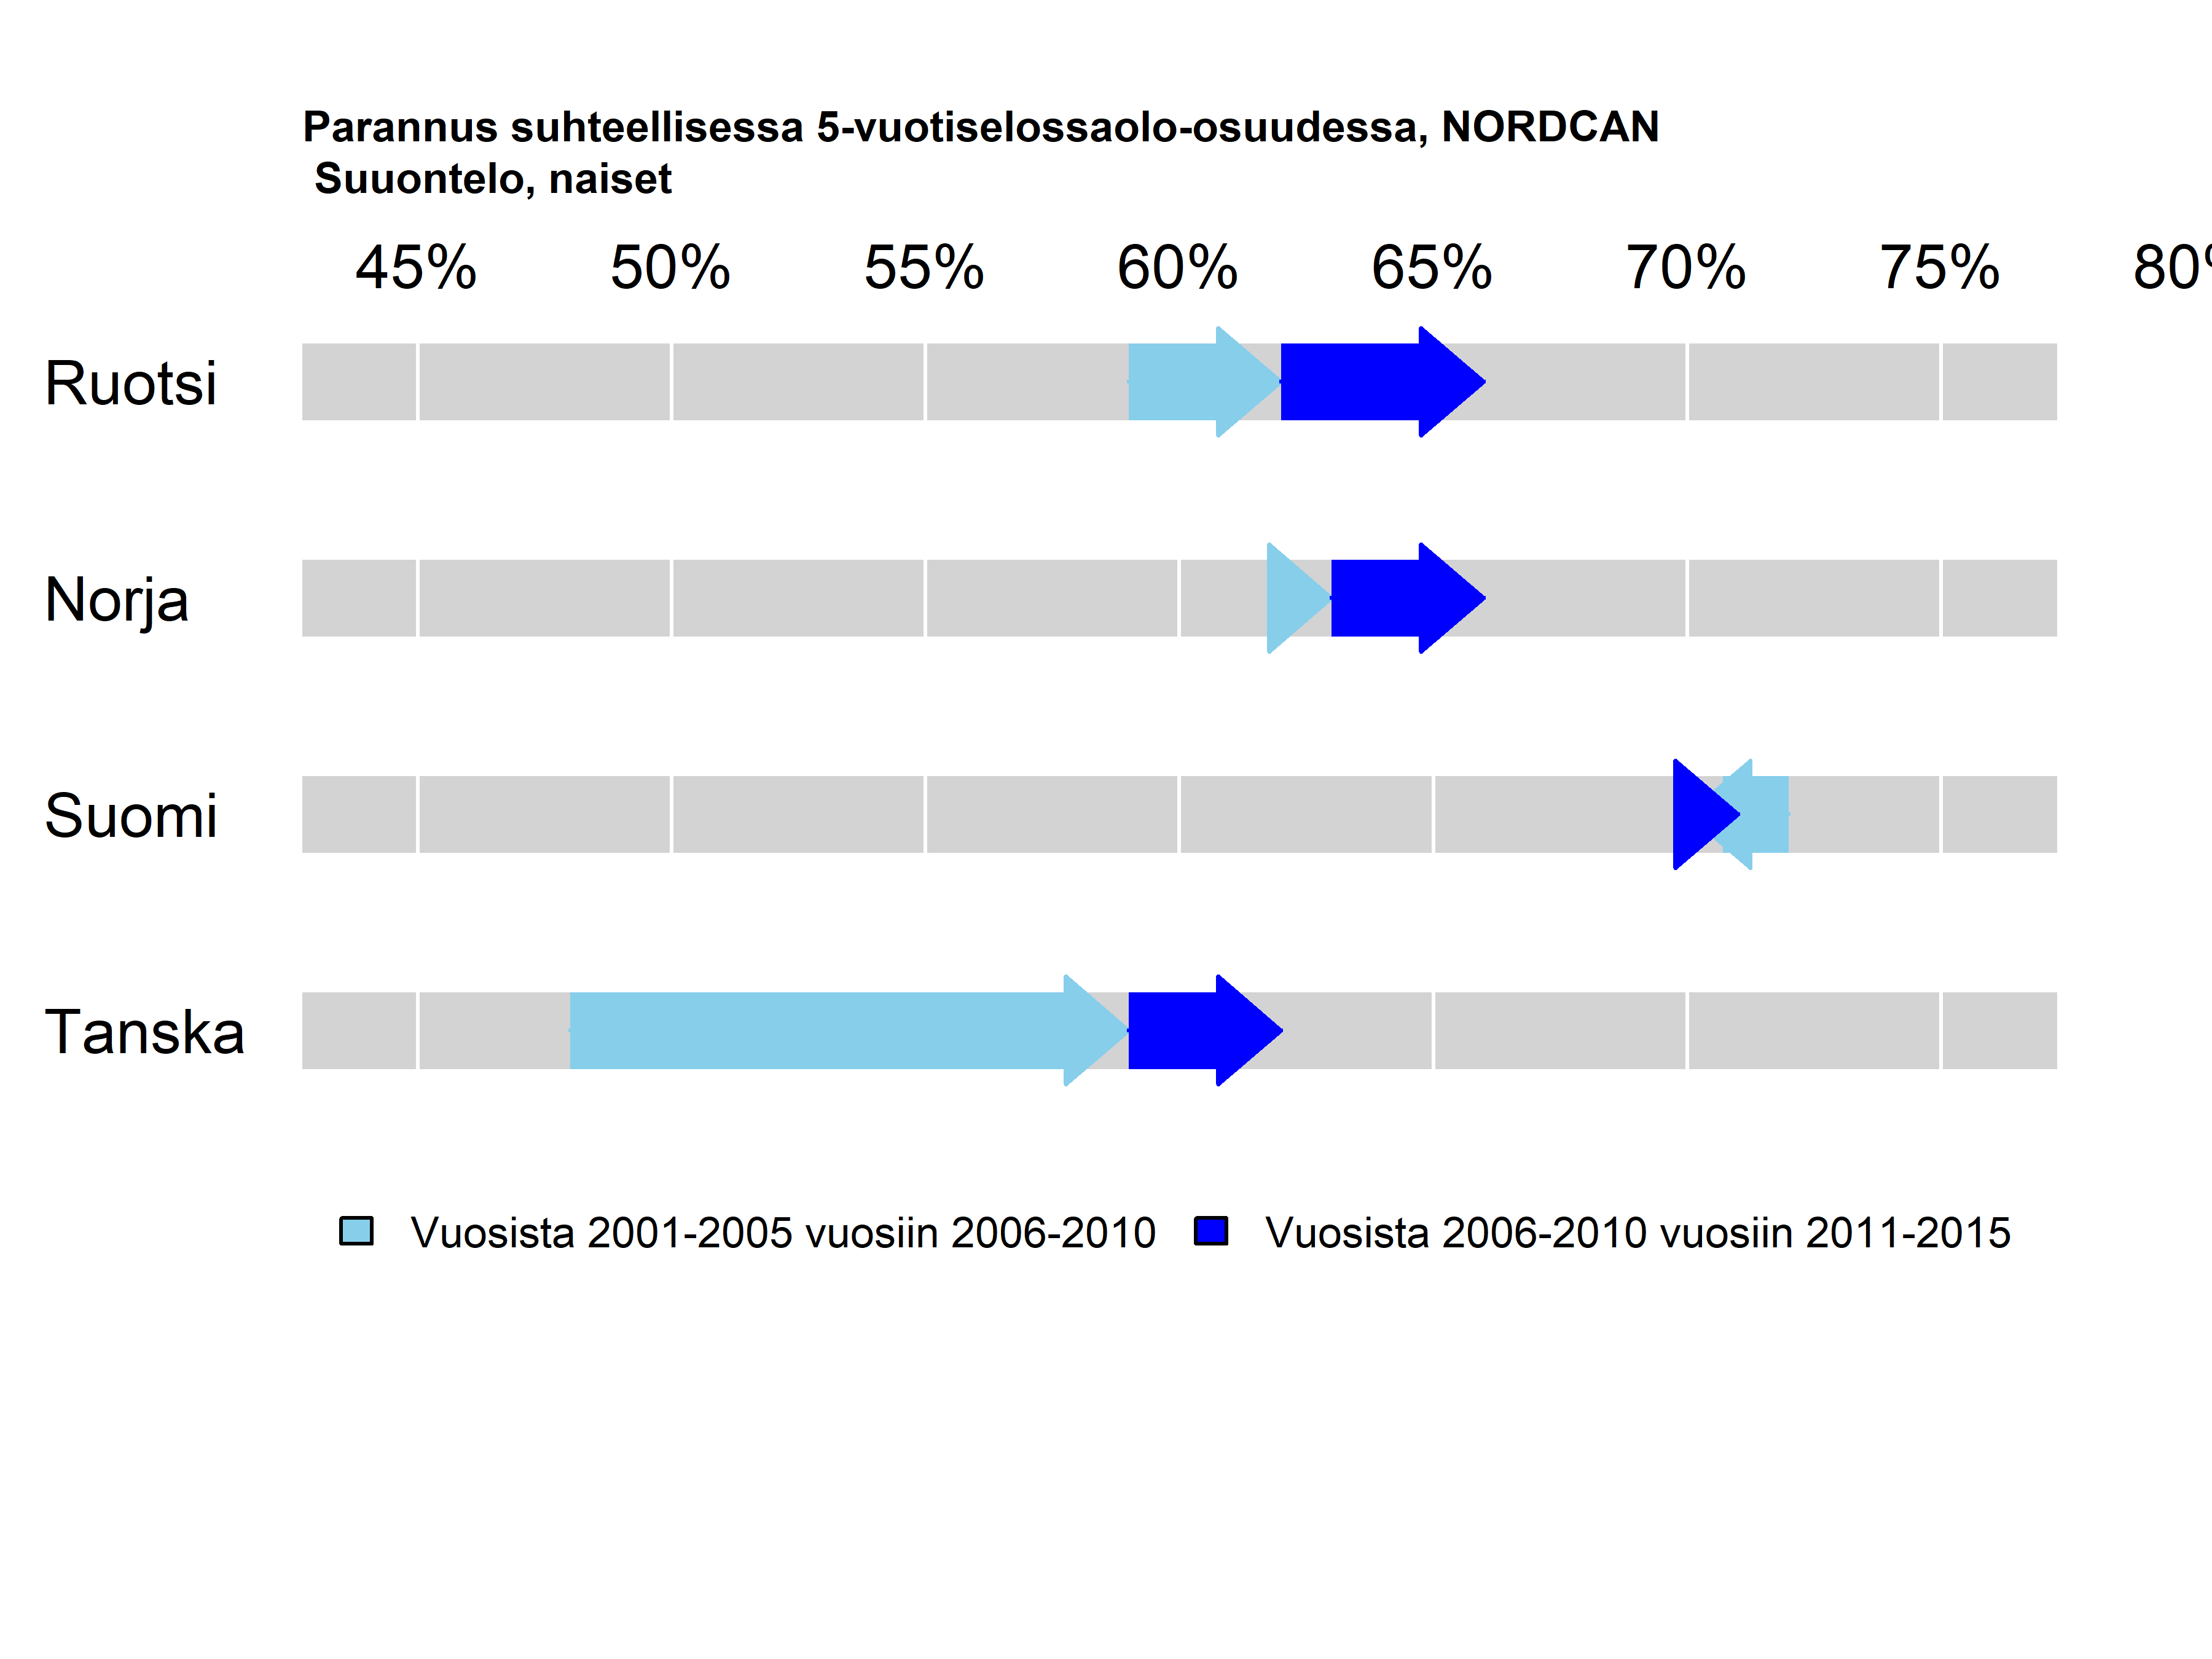 Parannus suhteellisessa 5-vuotiselossaolo-osuudessa, NORDCAN
Suuontelo, naiset
45% 50% 55% 60% 65% 70% 75% 80%
Ruotsi
Norja
Suomi
Tanska
Vuosista 2001-2005 vuosiin 2006-2010 Vuosista 2006-2010 vuosiin 2011-2015